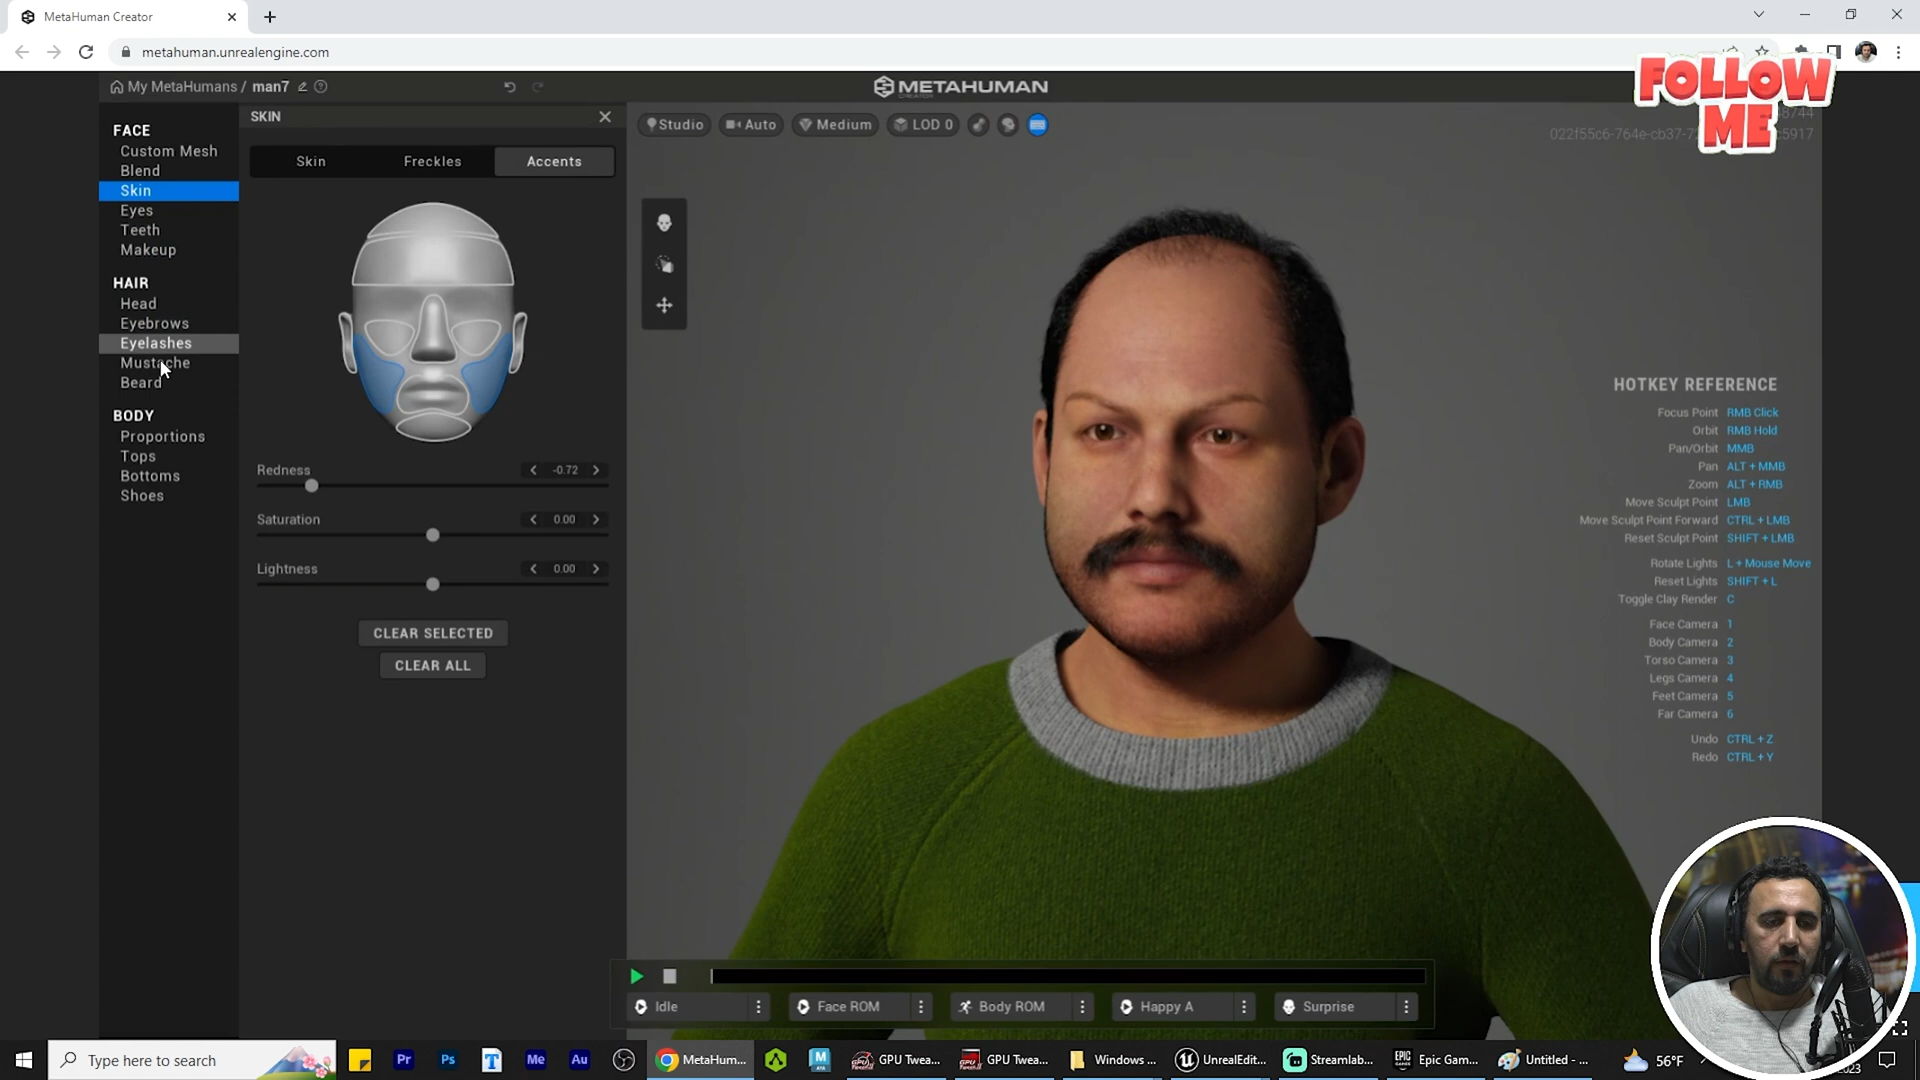 MetaHuman Creator
metahuman.unrealengine.com
My MetaHumans / man7
METAHUMAN
CREATOR
FOLLOW
ME
FACE
Custom Mesh
Blend
Skin
Eyes
Teeth
Makeup
HAIR
Head
Eyebrows
Eyelashes
Mustache
Beard
BODY
Proportions
Tops
Bottoms
Shoes
SKIN
Skin Freckles Accents
Redness -0.72
Saturation 0.00
Lightness 0.00
CLEAR SELECTED
CLEAR ALL
Studio Auto Medium LOD 0
HOTKEY REFERENCE
Focus Point RMB Click
Orbit RMB Hold
Pan/Orbit MMB
Pan ALT + MMB
Zoom ALT + RMB
Move Sculpt Point LMB
Move Sculpt Point Forward CTRL + LMB
Reset Sculpt Point SHIFT + LMB
Rotate Lights L + Mouse Move
Reset Lights SHIFT + L
Toggle Clay Render C
Face Camera 1
Body Camera 2
Torso Camera 3
Legs Camera 4
Feet Camera 5
Far Camera 6
Undo CTRL + Z
Redo CTRL + Y
Idle Face ROM Body ROM Happy A Surprise
Type here to search
Pr Ps T Me Au MetaHum... M GPU Twea... GPU Twea... Windows ... UnrealEdit... Streamlab... EPIC GAMES Epic Gam... Untitled - ... 56°F